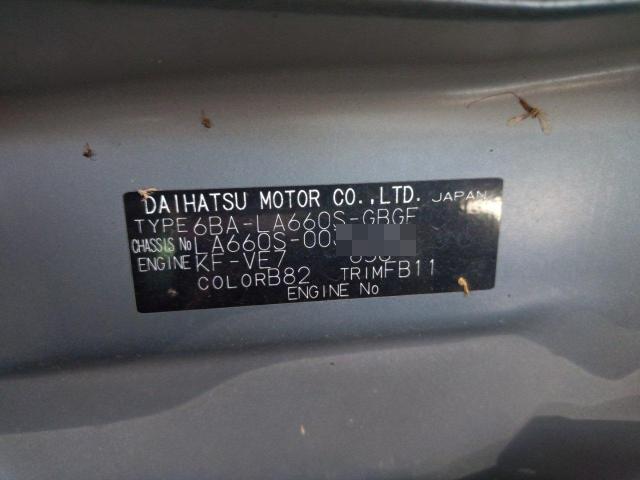 DAIHATSU MOTOR CO.,LTD. JAPAN
TYPE 6BA-LA660S-GBGF
CHASSIS No LA660S-00
ENGINE KF-VE7 658
COLOR B82 TRIM FB11
ENGINE No